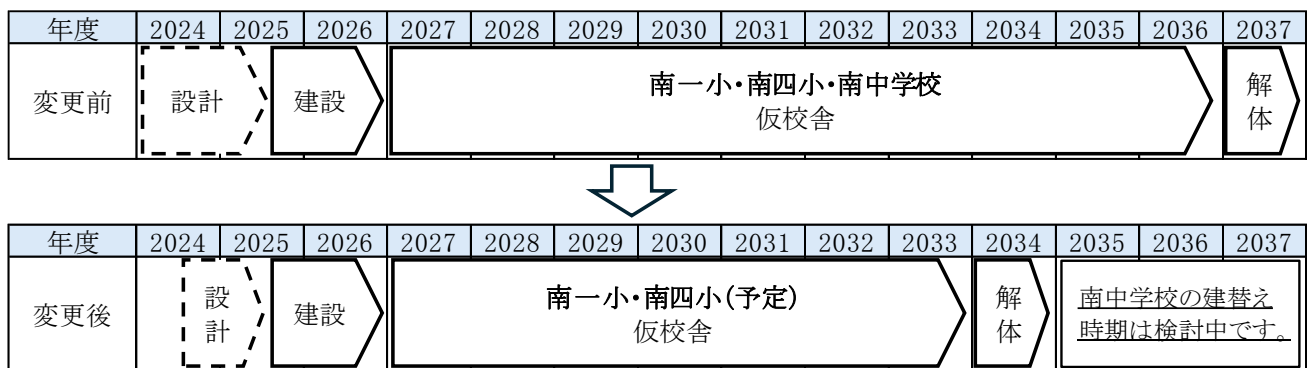 年度 2024 2025 2026 2027 2028 2029 2030 2031 2032 2033 2034 2035 2036 2037
変更前
設計
建設
南一小・南四小・南中学校
仮校舎
解
体
年度 2024 2025 2026 2027 2028 2029 2030 2031 2032 2033 2034 2035 2036 2037
変更後
設
計
建設
南一小・南四小(予定)
仮校舎
解
体
南中学校の建替え
時期は検討中です。